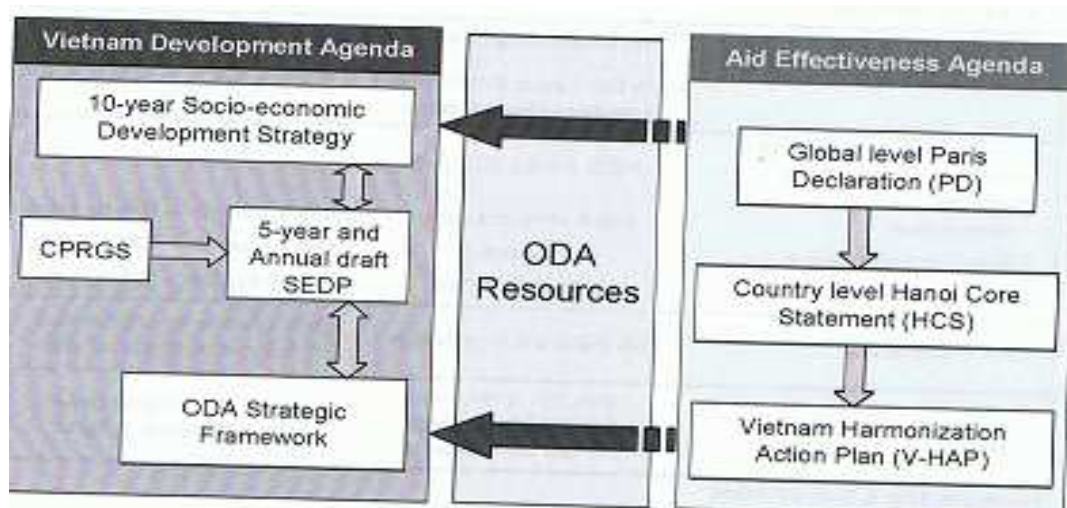 Vietnam Development Agenda
10-year Socio-economic
Development Strategy
CPRGS
5-year and
Annual draft
SEDP
ODA Strategic
Framework
ODA
Resources
Aid Effectiveness Agenda
Global level Paris
Declaration (PD)
Country level Hanoi Core
Statement (HCS)
Vietnam Harmonization
Action Plan (V-HAP)